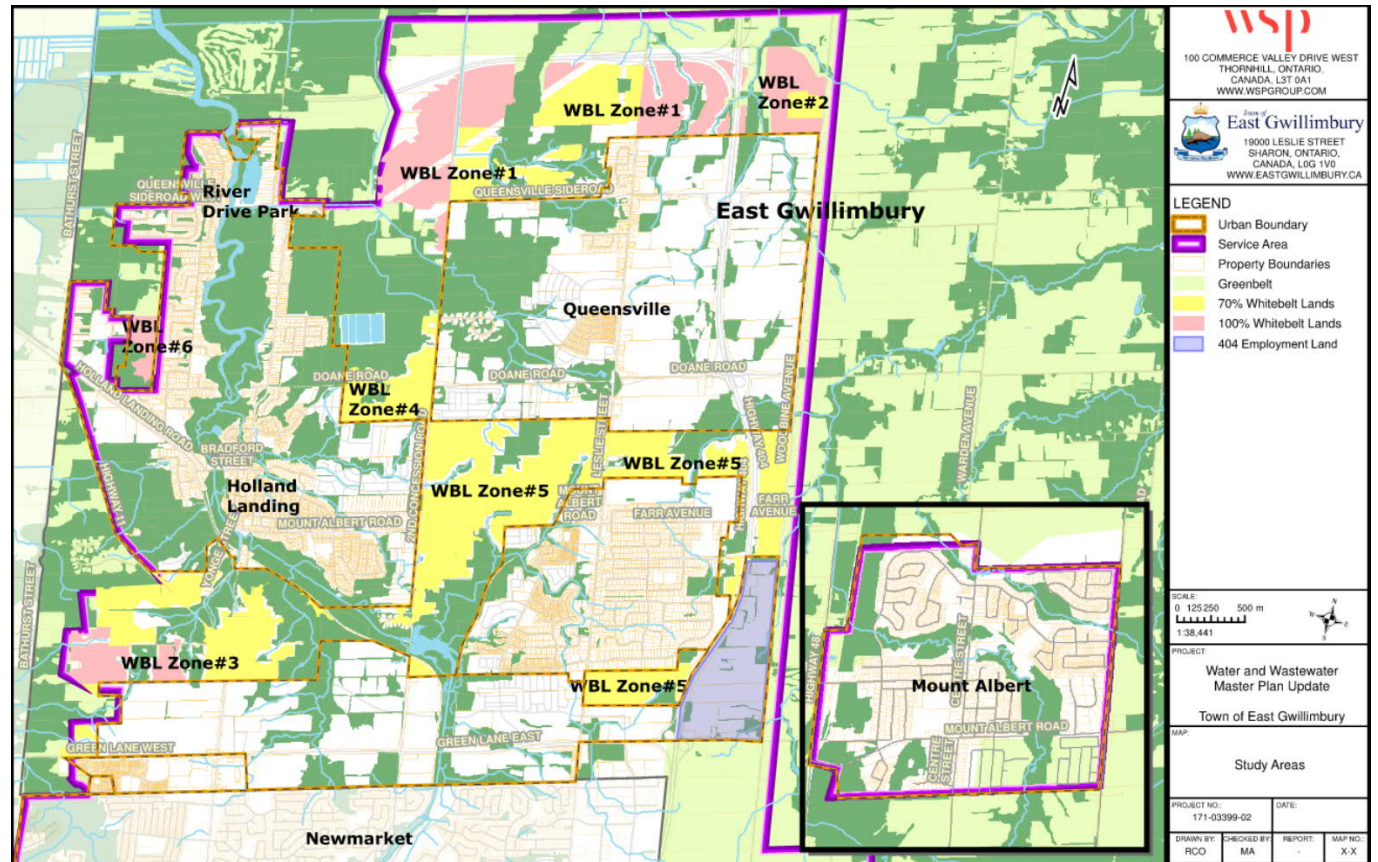 WBL
Zone#2
WBL Zone#1
WBL Zone#1
QUEENSVILLE SIDEROAD
BATHURST STREET
QUEENSVILLE
SIDEROAD WEST
River
Drive Park
East Gwillimbury
Queensville
WBL
Zone#6
HOLLAND LANDING ROAD
DOANE ROAD
DOANE ROAD
DOANE ROAD
WBL
Zone#4
HIGHWAY 404
WOODBINE AVENUE
WARDEN AVENUE
2ND CONCESSION ROAD
LESLIE STREET
BRADFORD
STREET
HIGHWAY 11
Holland
Landing
WBL Zone#5
WBL Zone#5
MOUNT
ALBERT
ROAD
HIGHWAY 404
FARR AVENUE
FARR
AVENUE
MOUNT ALBERT ROAD
YONGE STREET
BATHURST STREET
WBL Zone#3
WBL Zone#5
GREEN LANE WEST
GREEN LANE EAST
Newmarket
HIGHWAY 48
CENTRE STREET
Mount Albert
MOUNT ALBERT ROAD
CENTRE
STREET
wsp
100 COMMERCE VALLEY DRIVE WEST
THORNHILL, ONTARIO,
CANADA, L3T 0A1
WWW.WSPGROUP.COM
Town of
East Gwillimbury
19000 LESLIE STREET
SHARON, ONTARIO,
CANADA, L0G 1V0
WWW.EASTGWILLIMBURY.CA
LEGEND
Urban Boundary
Service Area
Property Boundaries
Greenbelt
70% Whitebelt Lands
100% Whitebelt Lands
404 Employment Land
SCALE:
0 125250 500 m
1:38,441
N
W E
S
PROJECT:
Water and Wastewater
Master Plan Update
Town of East Gwillimbury
MAP:
Study Areas
PROJECT NO.: DATE:
171-03399-02
DRAWN BY: CHECKED BY: REPORT: MAP NO.:
RCO MA - X-X